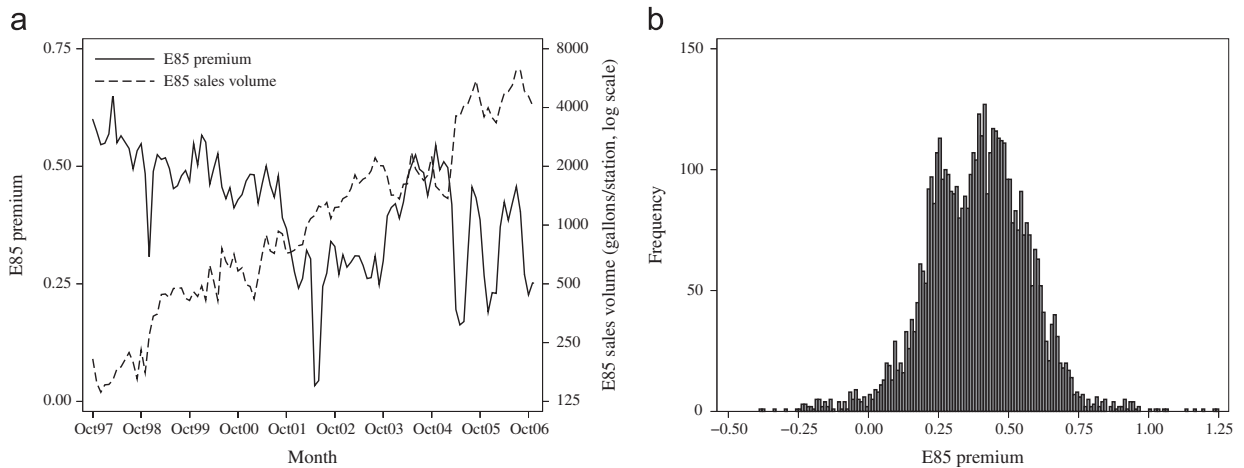 a
E85 premium
E85 sales volume
0.75
0.50
0.25
0.00
E85 premium
8000
4000
2000
1000
500
250
125
E85 sales volume (gallons/station, log scale)
Oct97 Oct98 Oct99 Oct00 Oct01 Oct02 Oct03 Oct04 Oct05 Oct06
Month
b
150
100
50
0
Frequency
−0.50 −0.25 0.00 0.25 0.50 0.75 1.00 1.25
E85 premium